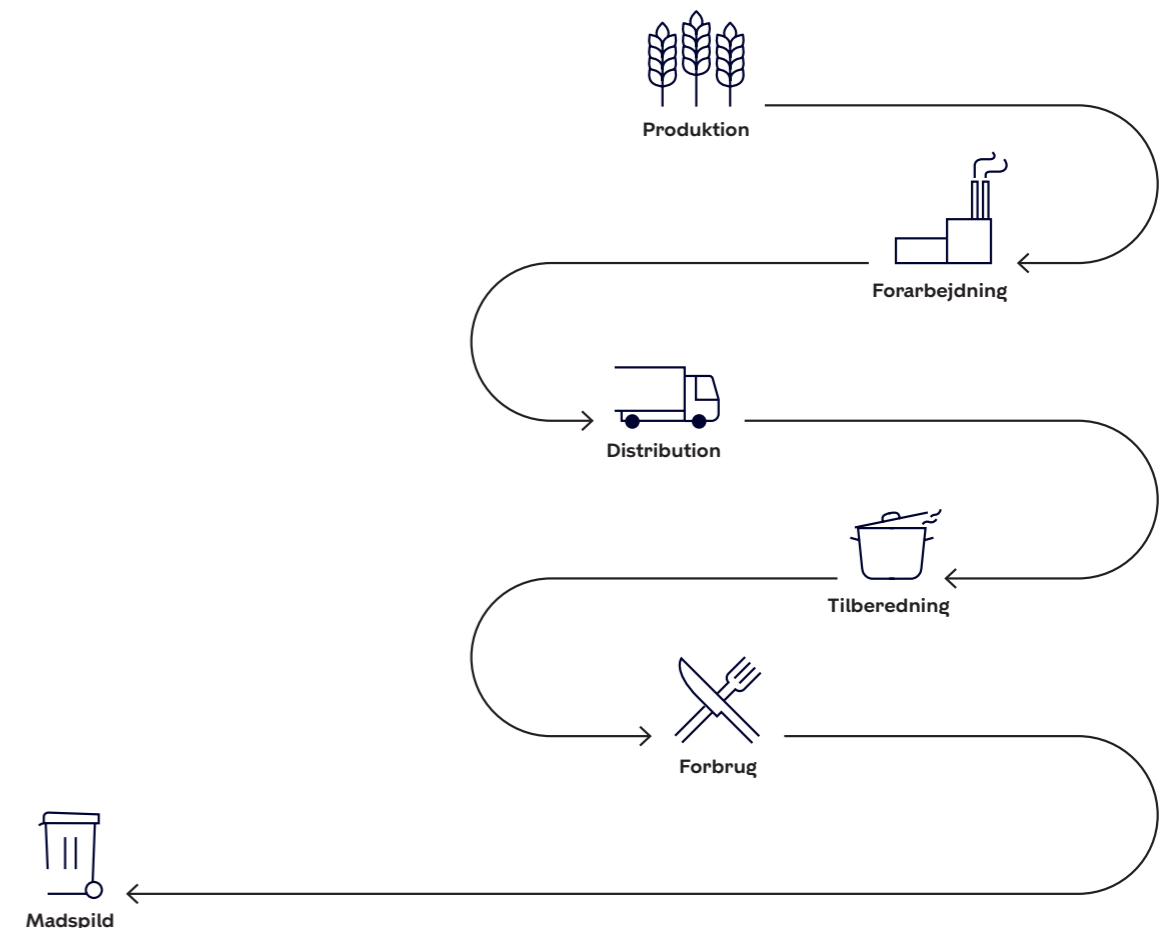 Produktion
Forarbejdning
Distribution
Tilberedning
Forbrug
Madspild